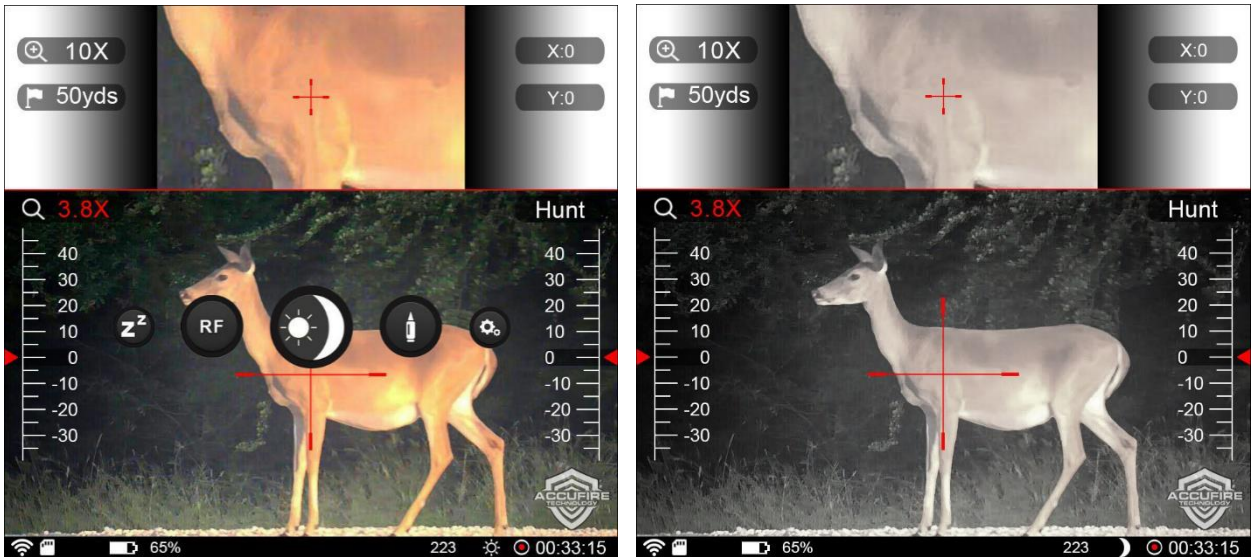 10X
X:0
50yds
Y:0
3.8X
Hunt
40 40
30 30
20 20
zz RF
10 10
0 0
-10 -10
-20 -20
-30 -30
ACCUFIRE
TECHNOLOGY
65% 223 00:33:15
10X
X:0
50yds
Y:0
3.8X
Hunt
40 40
30 30
20 20
10 10
0 0
-10 -10
-20 -20
-30 -30
ACCUFIRE
TECHNOLOGY
65% 223 00:33:15